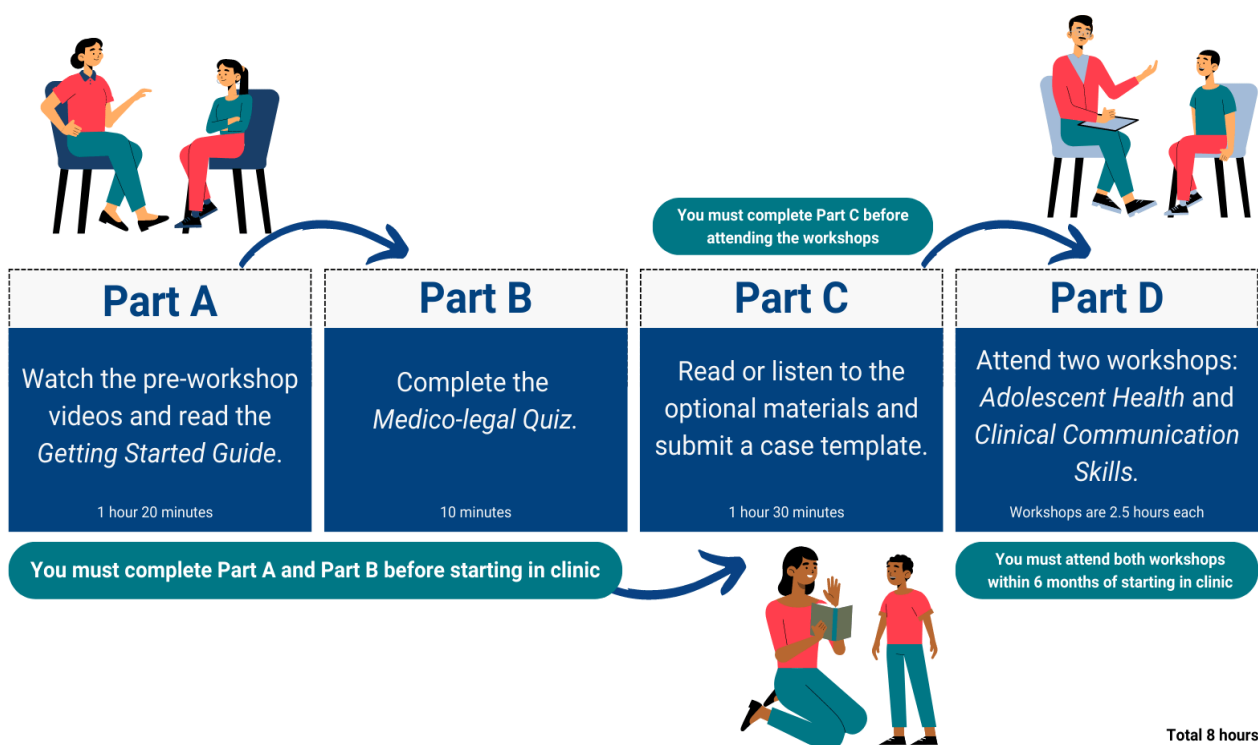 You must complete Part C before
attending the workshops
Part A
Watch the pre-workshop
videos and read the
Getting Started Guide.
1 hour 20 minutes
Part B
Complete the
Medico-legal Quiz.
10 minutes
Part C
Read or listen to the
optional materials and
submit a case template.
1 hour 30 minutes
Part D
Attend two workshops:
Adolescent Health and
Clinical Communication
Skills.
Workshops are 2.5 hours each
You must complete Part A and Part B before starting in clinic
You must attend both workshops
within 6 months of starting in clinic
Total 8 hours